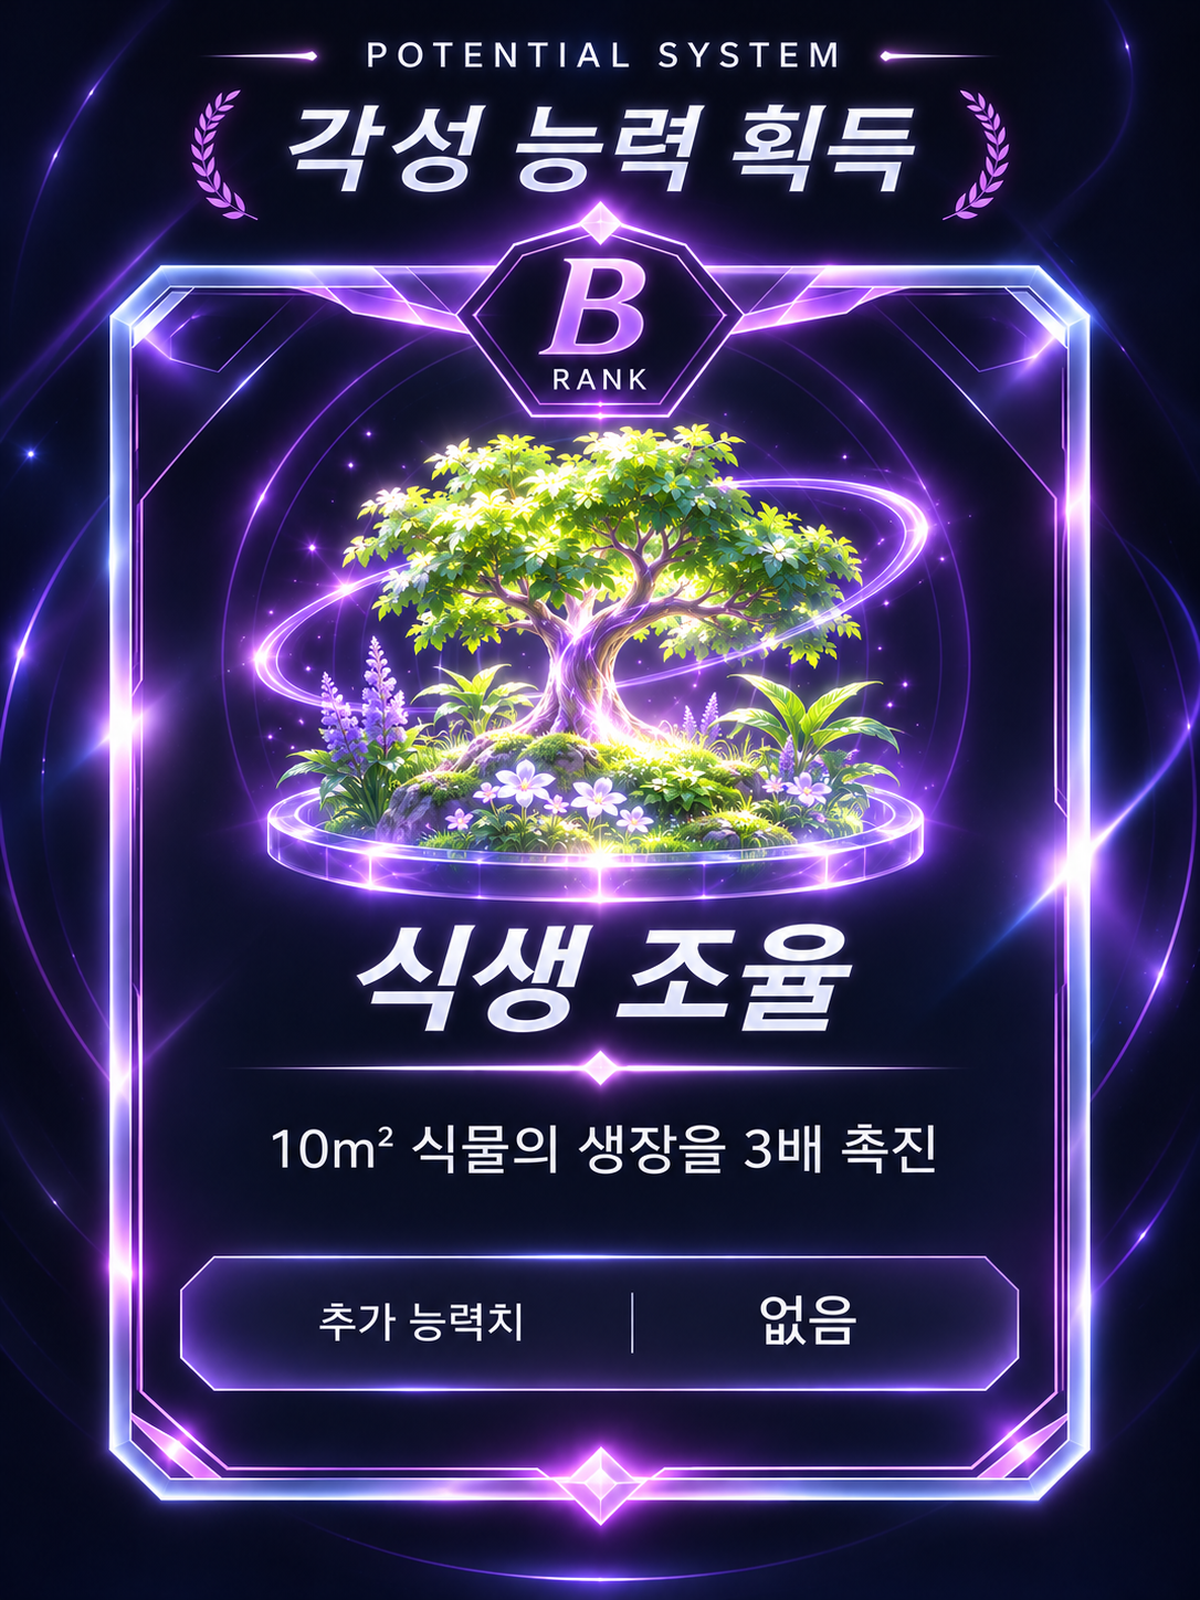 POTENTIAL SYSTEM
각성 능력 획득
B
RANK
식생 조율
10m² 식물의 생장을 3배 촉진
추가 능력치 | 없음